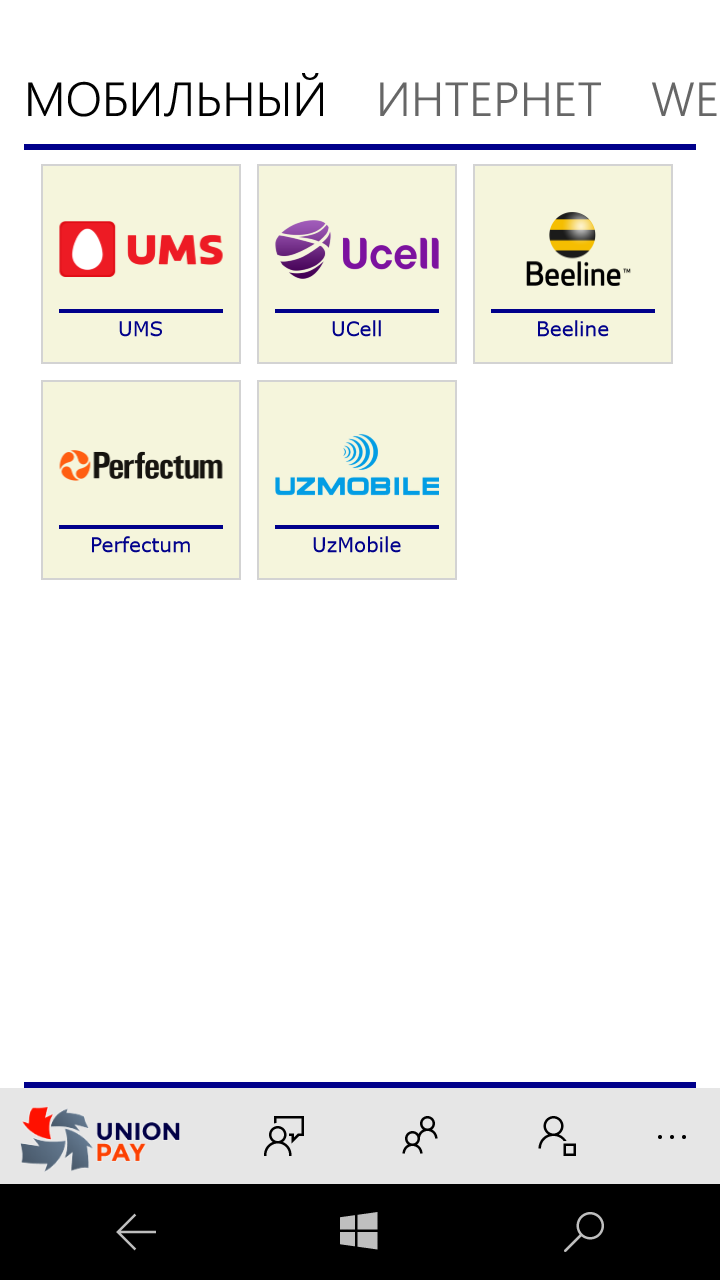 МОБИЛЬНЫЙ ИНТЕРНЕТ WE
UMS Ucell Beeline™
UMS UCell Beeline
Perfectum UZMOBILE
Perfectum UzMobile
UNION
PAY